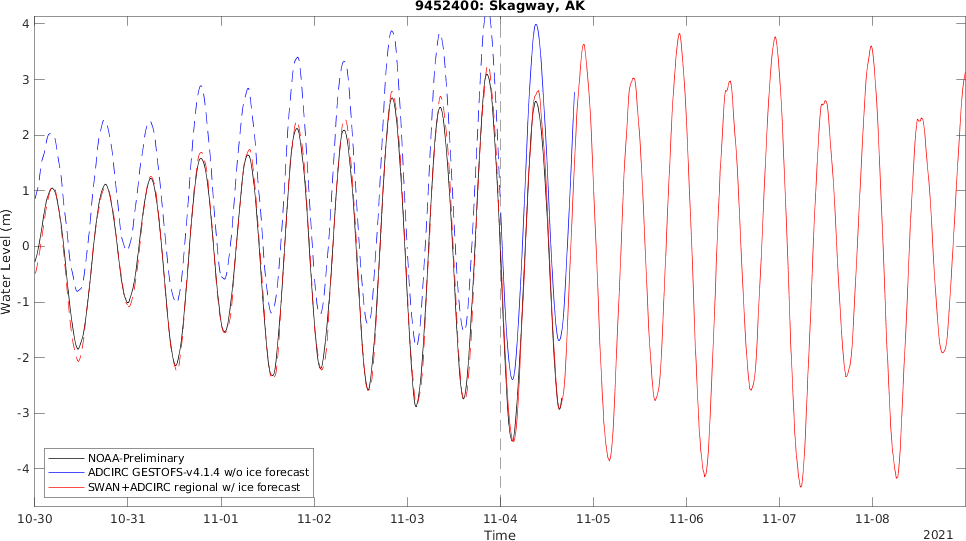 9452400: Skagway, AK
4
3
2
1
0
-1
-2
-3
-4
Water Level (m)
NOAA-Preliminary
ADCIRC GESTOFS-v4.1.4 w/o ice forecast
SWAN+ADCIRC regional w/ ice forecast
10-30 10-31 11-01 11-02 11-03 11-04 11-05 11-06 11-07 11-08
Time
2021